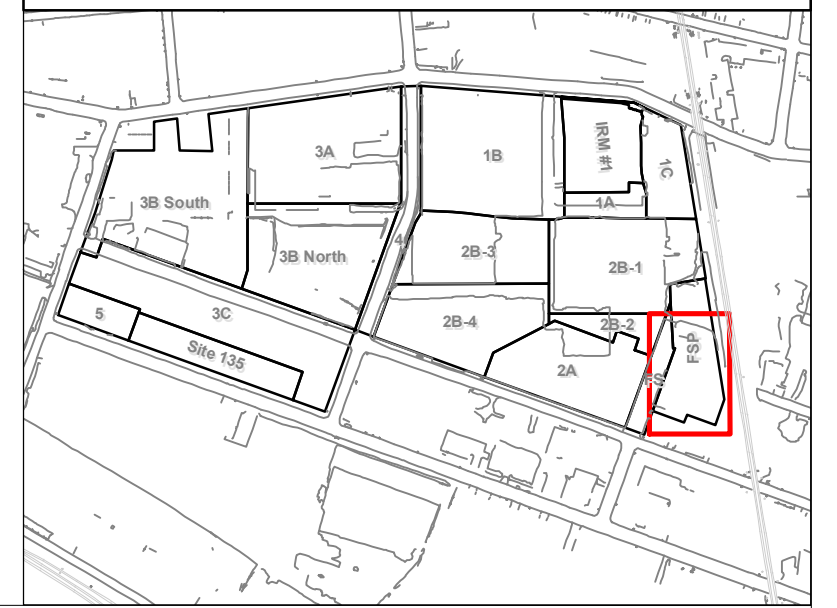 3A
1B
IRM #1
1C
3B South
1A
3B North
4
2B-3
2B-1
5
3C
2B-4
2B-2
Site 135
2A
FS
FSP